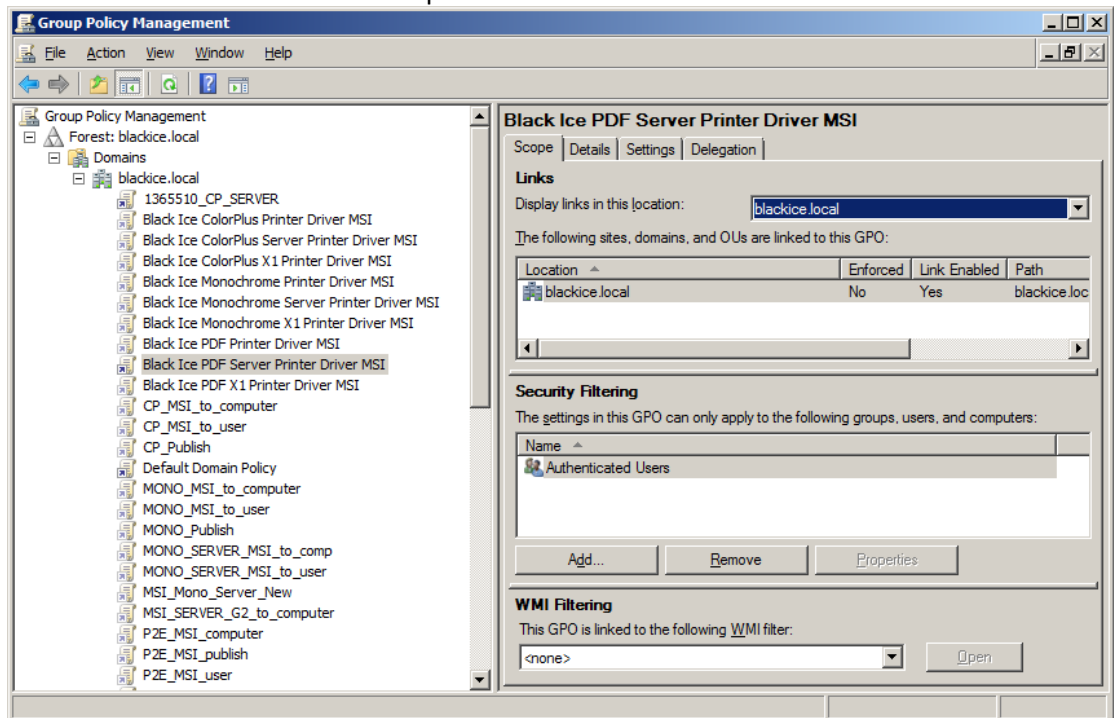 Group Policy Management
File Action View Window Help
Group Policy Management
Forest: blackice.local
Domains
blackice.local
1365510_CP_SERVER
Black Ice ColorPlus Printer Driver MSI
Black Ice ColorPlus Server Printer Driver MSI
Black Ice ColorPlus X1 Printer Driver MSI
Black Ice Monochrome Printer Driver MSI
Black Ice Monochrome Server Printer Driver MSI
Black Ice Monochrome X1 Printer Driver MSI
Black Ice PDF Printer Driver MSI
Black Ice PDF Server Printer Driver MSI
Black Ice PDF X1 Printer Driver MSI
CP_MSI_to_computer
CP_MSI_to_user
CP_Publish
Default Domain Policy
MONO_MSI_to_computer
MONO_MSI_to_user
MONO_Publish
MONO_SERVER_MSI_to_comp
MONO_SERVER_MSI_to_user
MSI_Mono_Server_New
MSI_SERVER_G2_to_computer
P2E_MSI_computer
P2E_MSI_publish
P2E_MSI_user
Black Ice PDF Server Printer Driver MSI
Scope Details Settings Delegation
Links
Display links in this location: blackice.local
The following sites, domains, and OUs are linked to this GPO:
Location Enforced Link Enabled Path
blackice.local No Yes blackice.loc
Security Filtering
The settings in this GPO can only apply to the following groups, users, and computers:
Name
Authenticated Users
Add... Remove Properties
WMI Filtering
This GPO is linked to the following WMI filter:
<none> Open